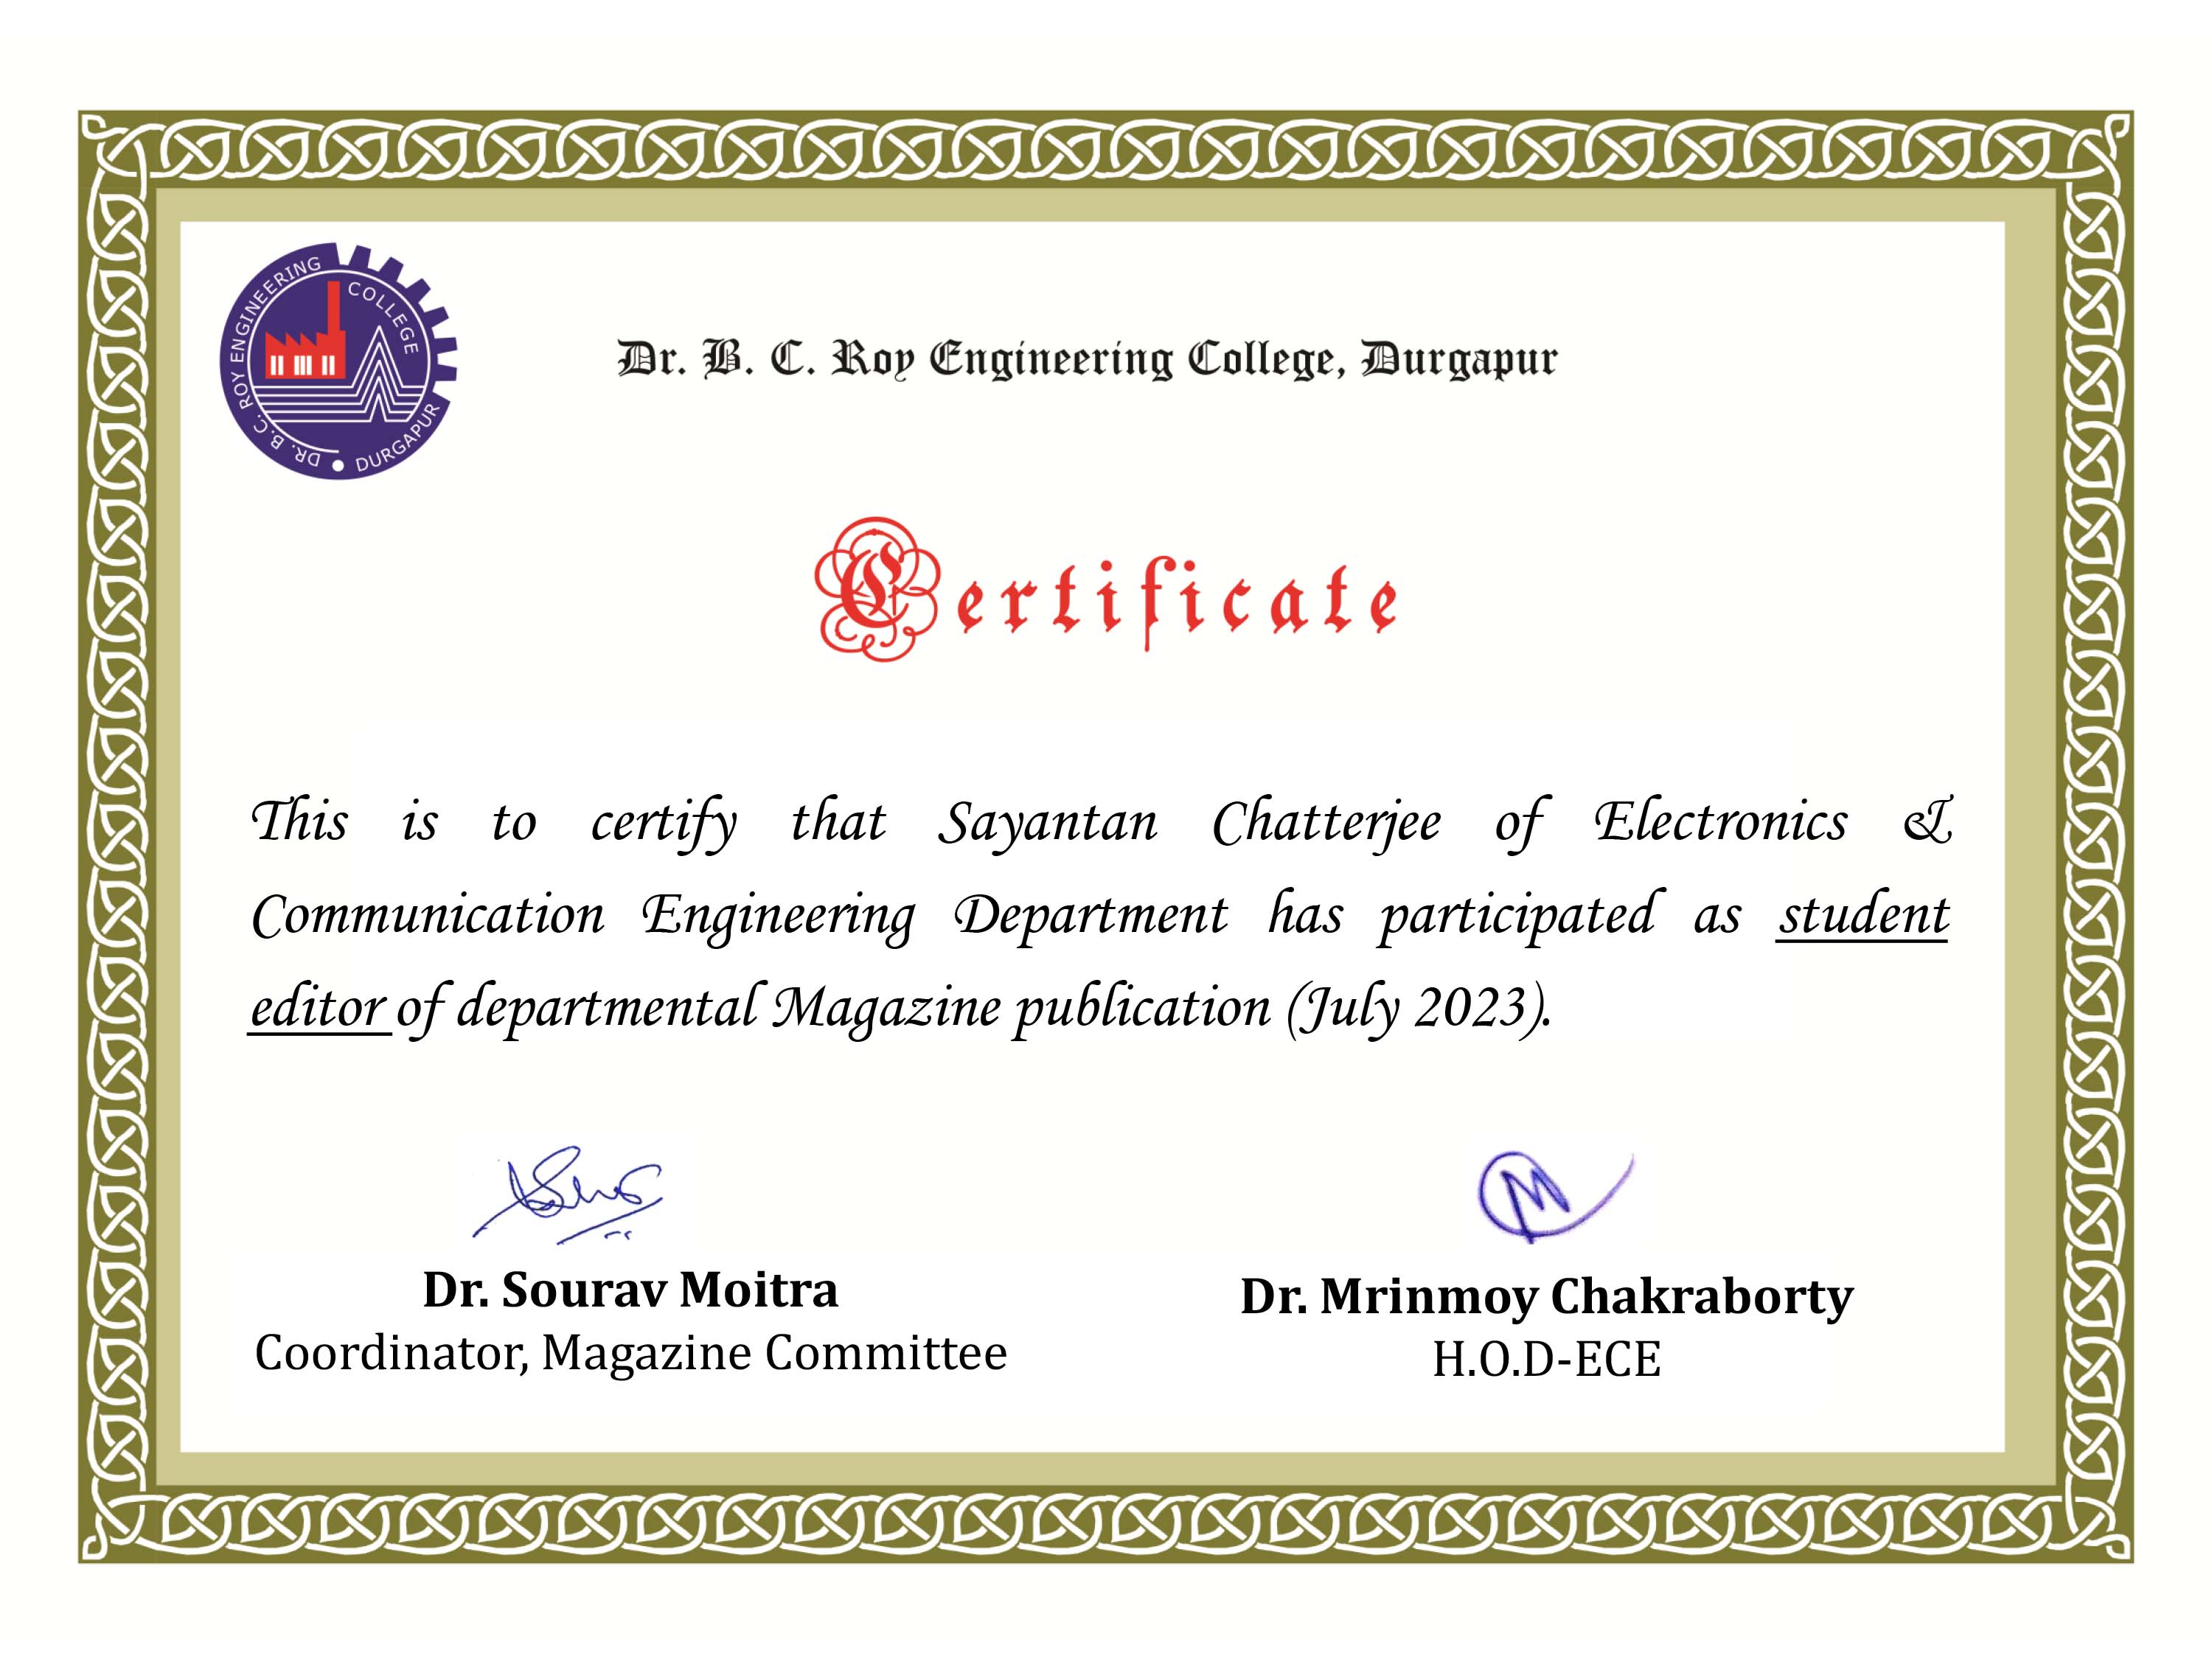 DR. B.C. ROY ENGINEERING COLLEGE
DURGAPUR
Dr. B. C. Roy Engineering College, Durgapur
Certificate
This is to certify that Sayantan Chatterjee of Electronics &
Communication Engineering Department has participated as student
editor of departmental Magazine publication (July 2023).
Dr. Sourav Moitra
Coordinator, Magazine Committee
Dr. Mrinmoy Chakraborty
H.O.D-ECE